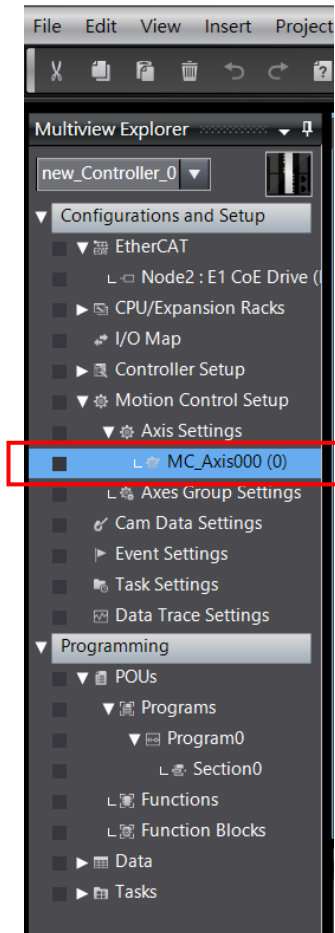 File Edit View Insert Project
Multiview Explorer
new_Controller_0
Configurations and Setup
EtherCAT
Node2 : E1 CoE Drive (
CPU/Expansion Racks
I/O Map
Controller Setup
Motion Control Setup
Axis Settings
MC_Axis000 (0)
Axes Group Settings
Cam Data Settings
Event Settings
Task Settings
Data Trace Settings
Programming
POUs
Programs
Program0
Section0
Functions
Function Blocks
Data
Tasks